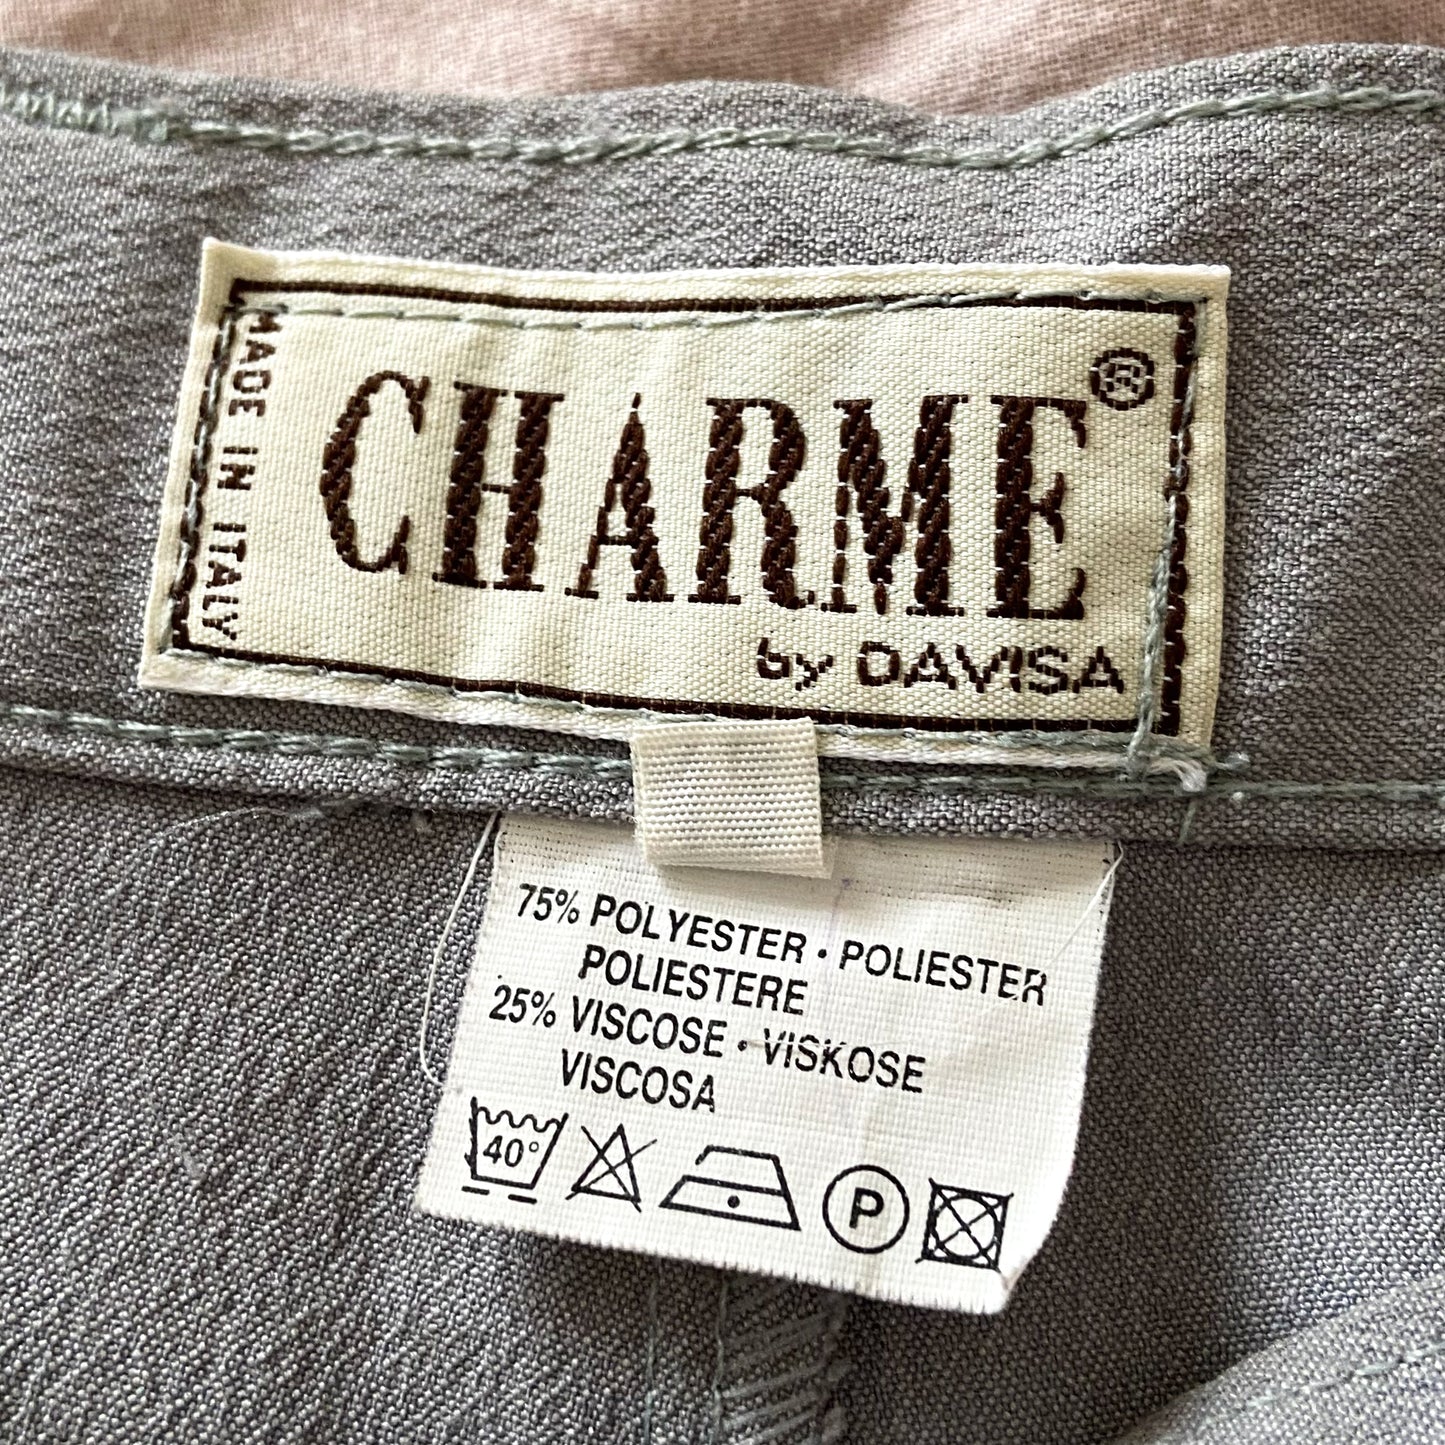 MADE IN ITALY
CHARME®
by DAVISA
75% POLYESTER • POLIESTER
POLIESTERE
25% VISCOSE • VISKOSE
VISCOSA
40°
P